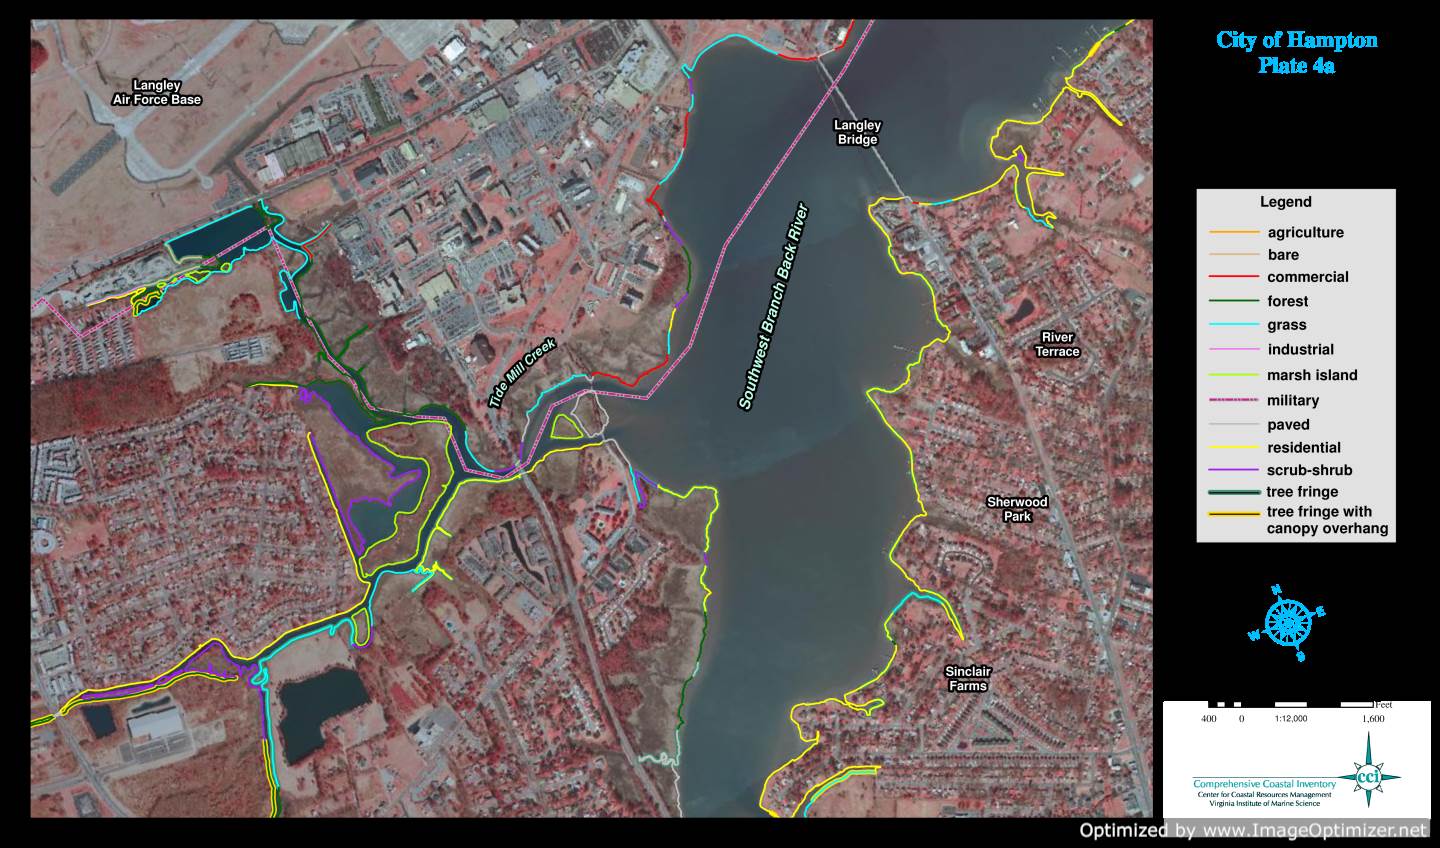 City of Hampton
Plate 4a
Langley
Air Force Base
Langley
Bridge
Southwest Branch Back River
Tide Mill Creek
River
Terrace
Sherwood
Park
Sinclair
Farms
Legend
agriculture
bare
commercial
forest
grass
industrial
marsh island
military
paved
residential
scrub-shrub
tree fringe
tree fringe with
canopy overhang
N
E
W
S
Feet
400 0 1:12,000 1,600
cci
Comprehensive Coastal Inventory
Center for Coastal Resources Management
Virginia Institute of Marine Science
Optimized by www.ImageOptimizer.net